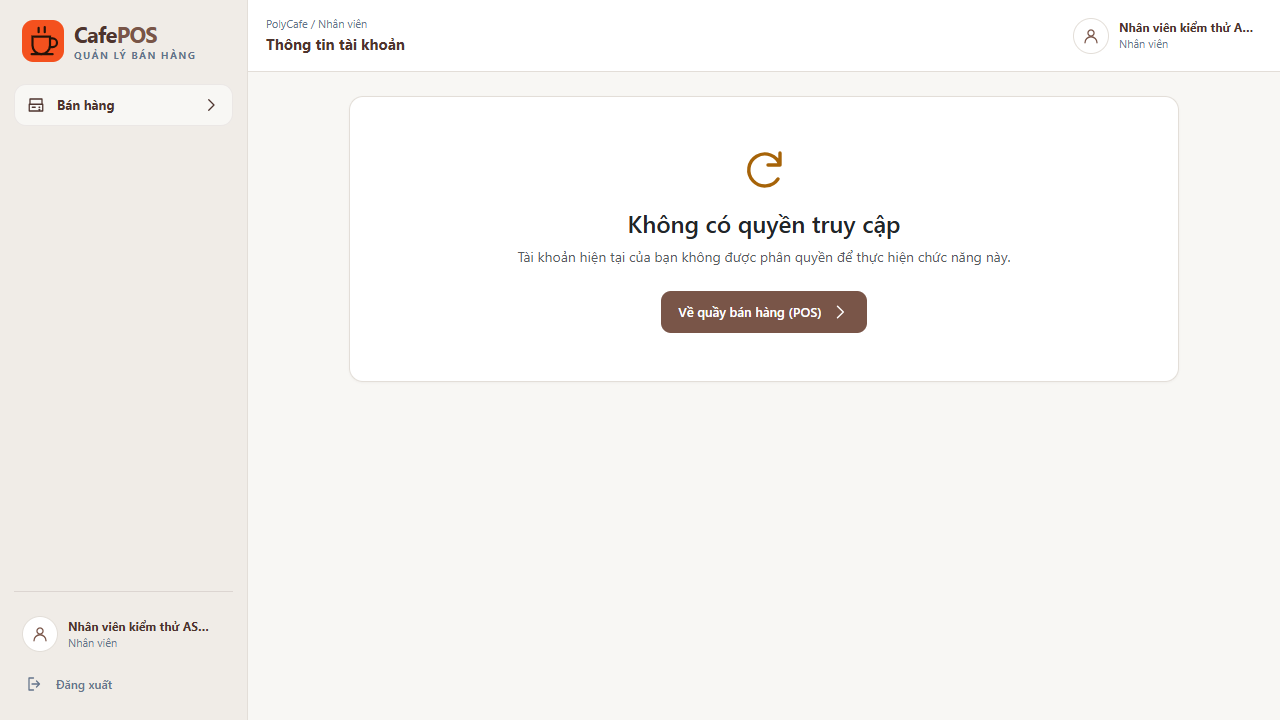 CafePOS
QUẢN LÝ BÁN HÀNG
Bán hàng
Nhân viên kiểm thử AS...
Nhân viên
Đăng xuất
PolyCafe / Nhân viên
Thông tin tài khoản
Nhân viên kiểm thử A...
Nhân viên
Không có quyền truy cập
Tài khoản hiện tại của bạn không được phân quyền để thực hiện chức năng này.
Về quầy bán hàng (POS)